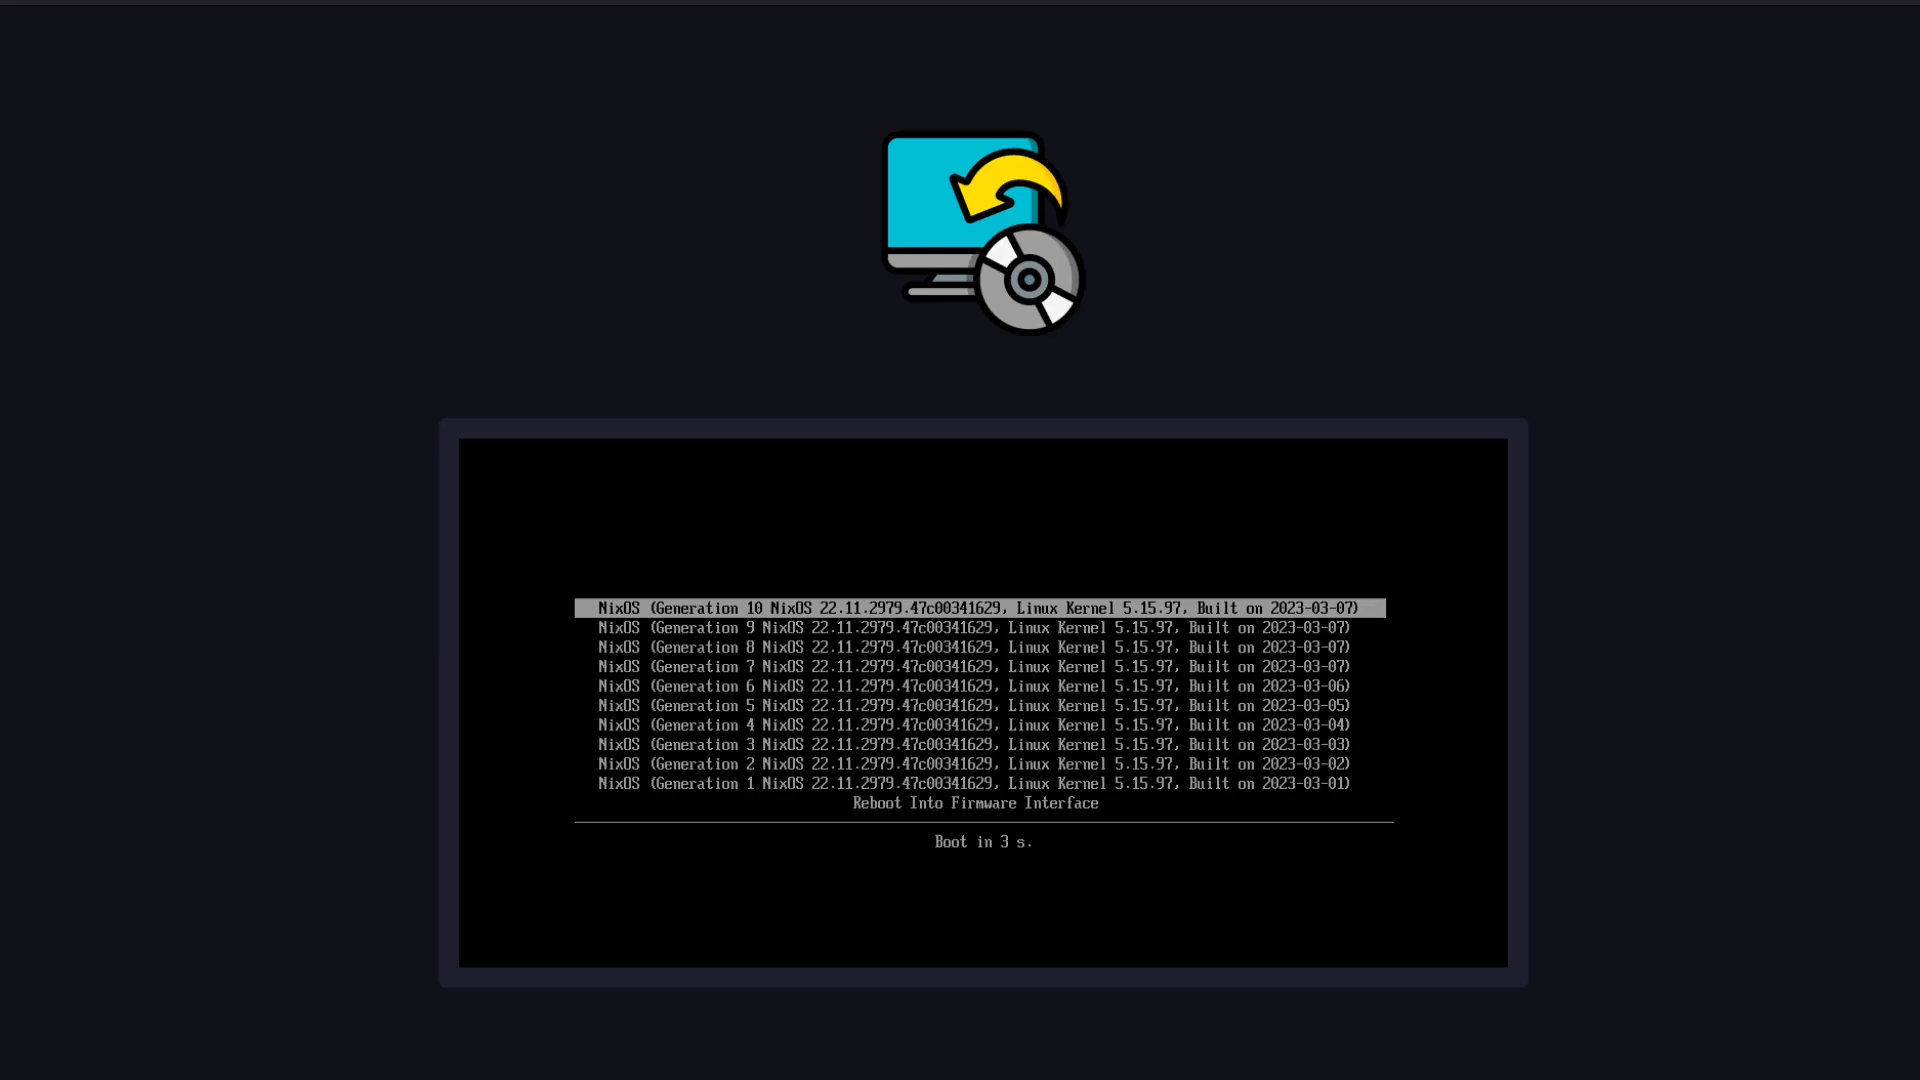 NixOS (Generation 10 NixOS 22.11.2979.47c00341629, Linux Kernel 5.15.97, Built on 2023-03-07)
NixOS (Generation 9 NixOS 22.11.2979.47c00341629, Linux Kernel 5.15.97, Built on 2023-03-07)
NixOS (Generation 8 NixOS 22.11.2979.47c00341629, Linux Kernel 5.15.97, Built on 2023-03-07)
NixOS (Generation 7 NixOS 22.11.2979.47c00341629, Linux Kernel 5.15.97, Built on 2023-03-07)
NixOS (Generation 6 NixOS 22.11.2979.47c00341629, Linux Kernel 5.15.97, Built on 2023-03-06)
NixOS (Generation 5 NixOS 22.11.2979.47c00341629, Linux Kernel 5.15.97, Built on 2023-03-05)
NixOS (Generation 4 NixOS 22.11.2979.47c00341629, Linux Kernel 5.15.97, Built on 2023-03-04)
NixOS (Generation 3 NixOS 22.11.2979.47c00341629, Linux Kernel 5.15.97, Built on 2023-03-03)
NixOS (Generation 2 NixOS 22.11.2979.47c00341629, Linux Kernel 5.15.97, Built on 2023-03-02)
NixOS (Generation 1 NixOS 22.11.2979.47c00341629, Linux Kernel 5.15.97, Built on 2023-03-01)
Reboot Into Firmware Interface
Boot in 3 s.